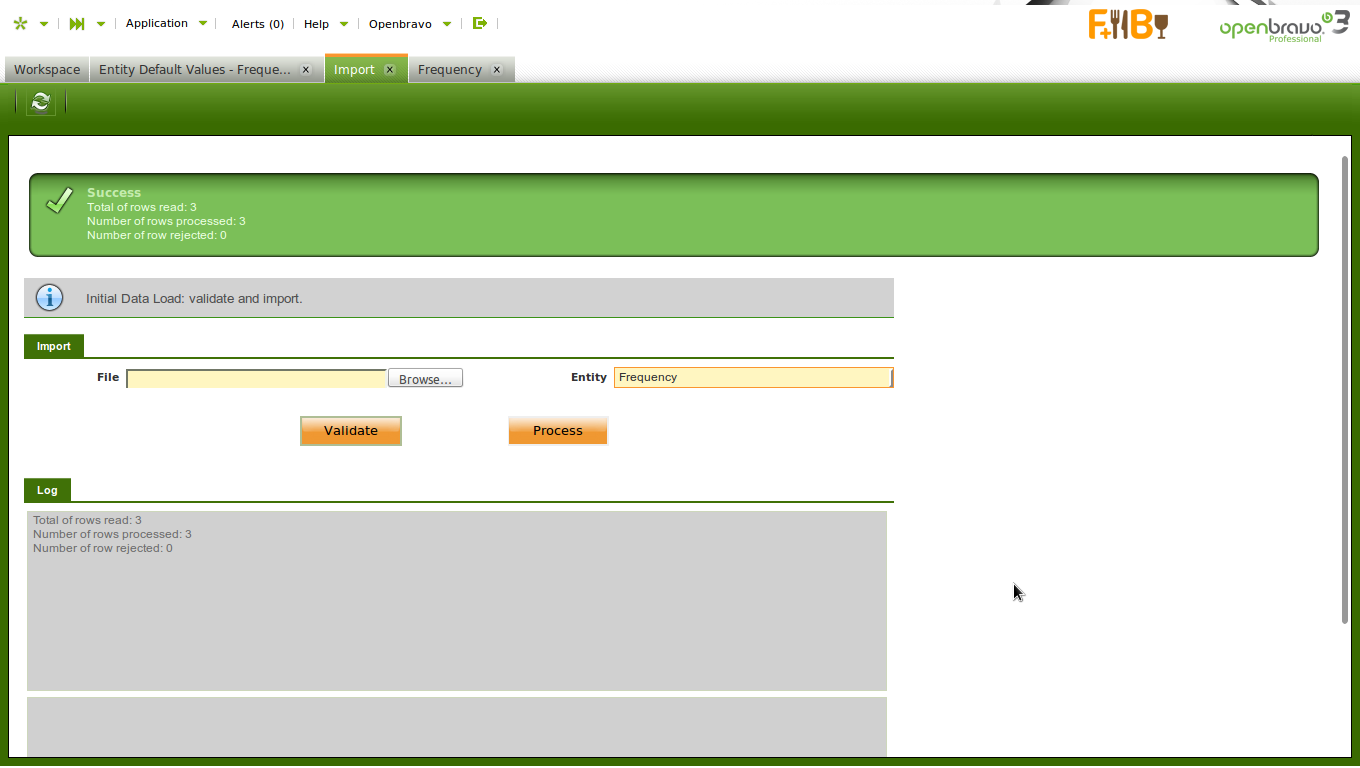 Application Alerts (0) Help Openbravo F+IIBY openbravo 3
Professional
Workspace Entity Default Values - Freque... Import Frequency
Success
Total of rows read: 3
Number of rows processed: 3
Number of row rejected: 0
Initial Data Load: validate and import.
Import
File Browse... Entity Frequency
Validate Process
Log
Total of rows read: 3
Number of rows processed: 3
Number of row rejected: 0